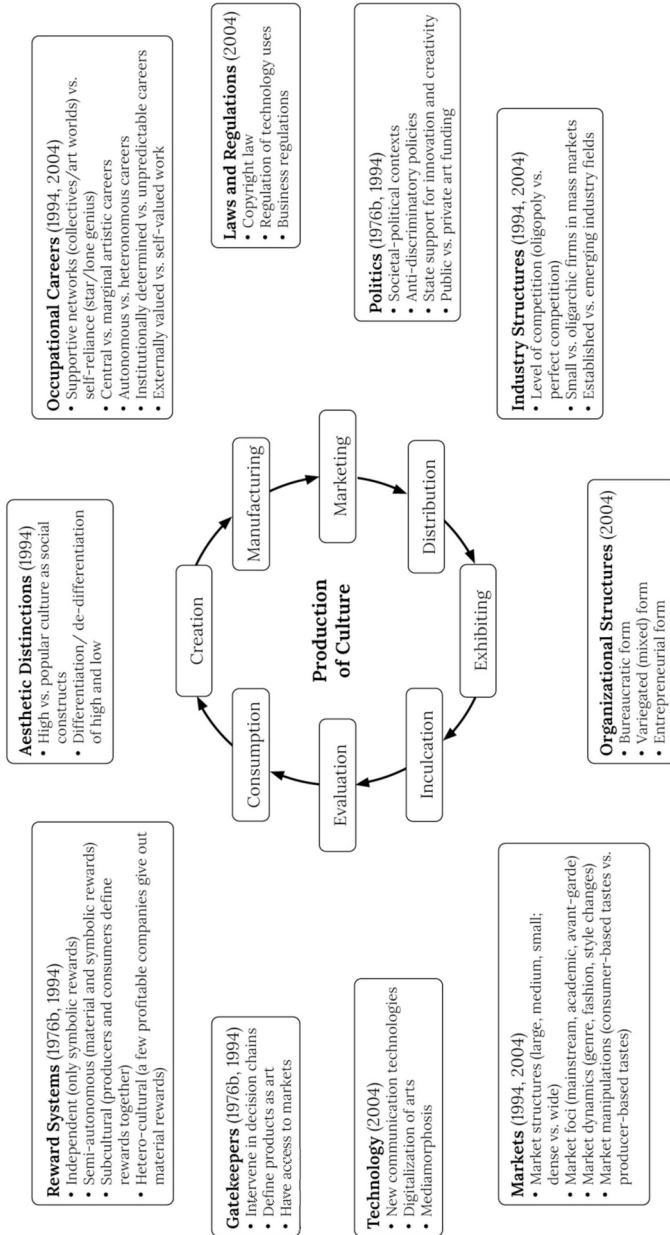 Reward Systems (1976b, 1994)
• Independent (only symbolic rewards)
• Semi-autonomous (material and symbolic rewards)
• Subcultural (producers and consumers define
rewards together)
• Hetero-cultural (a few profitable companies give out
material rewards)
Aesthetic Distinctions (1994)
• High vs. popular culture as social
constructs
• Differentiation/ de-differentiation
of high and low
Occupational Careers (1994, 2004)
• Supportive networks (collectives/art worlds) vs.
self-reliance (star/lone genius)
• Central vs. marginal artistic careers
• Autonomous vs. heteronomous careers
• Institutionally determined vs. unpredictable careers
• Externally valued vs. self-valued work
Gatekeepers (1976b, 1994)
• Intervene in decision chains
• Define products as art
• Have access to markets
Laws and Regulations (2004)
• Copyright law
• Regulation of technology uses
• Business regulations
Technology (2004)
• New communication technologies
• Digitalization of arts
• Mediamorphosis
Politics (1976b, 1994)
• Societal-political contexts
• Anti-discriminatory policies
• State support for innovation and creativity
• Public vs. private art funding
Markets (1994, 2004)
• Market structures (large, medium, small;
dense vs. wide)
• Market foci (mainstream, academic, avant-garde)
• Market dynamics (genre, fashion, style changes)
• Market manipulations (consumer-based tastes vs.
producer-based tastes)
Organizational Structures (2004)
• Bureaucratic form
• Variegated (mixed) form
• Entrepreneurial form
Industry Structures (1994, 2004)
• Level of competition (oligopoly vs.
perfect competition)
• Small vs. oligarchic firms in mass markets
• Established vs. emerging industry fields
Production
of Culture
Creation
Manufacturing
Marketing
Distribution
Exhibiting
Inculcation
Evaluation
Consumption